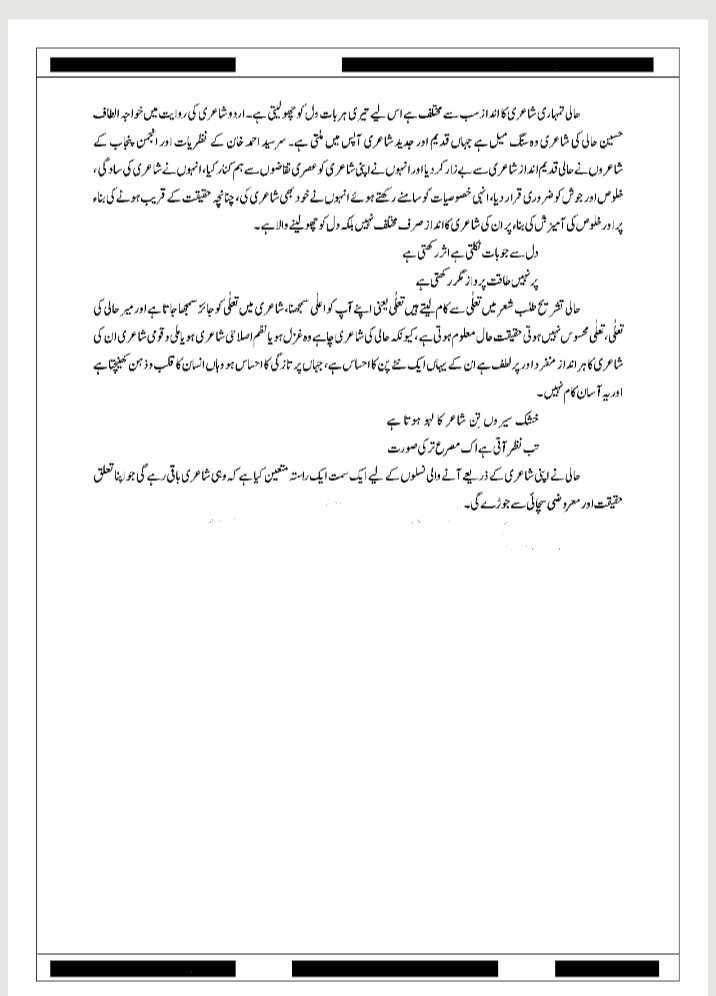 حالی تمہاری شاعری کا انداز سب سے مختلف ہے اس لیے تیری ہر بات دل کو چھو لیتی ہے۔ اردو شاعری کی روایت میں خواجہ الطاف
حسین حالی کی شاعری وہ سنگ میل ہے جہاں قدیم اور جدید شاعری آپس میں ملتی ہے۔ سرسید احمد خان کے نظریات اور انجمن پنجاب کے
شاعروں نے حالی قدیم انداز شاعری سے بے زار کر دیا اور انہوں نے اپنی شاعری کو عصری تقاضوں سے ہم کنار کیا، انہوں نے شاعری کی سادگی،
خلوص اور جوش کو ضروری قرار دیا، انہی خصوصیات کو سامنے رکھتے ہوئے انہوں نے خود بھی شاعری کی، چنانچہ حقیقت کے قریب ہونے کی بناء
پر اور خلوص کی آمیزش کی بناء پر ان کی شاعری کا انداز صرف مختلف نہیں بلکہ دل کو چھو لینے والا ہے۔
دل سے جو بات نکلتی ہے اثر رکھتی ہے
پر نہیں طاقت پرواز مگر رکھتی ہے
حالی تشریح طلب شعر میں تعلّی سے کام لیتے ہیں تعلّی یعنی اپنے آپ کو اعلٰی سمجھنا، شاعری میں تعلّی کو جائز سمجھا جاتا ہے اور میر حالی کی
تعلّی، تعلّی محسوس نہیں ہوتی حقیقت حال معلوم ہوتی ہے، کیونکہ حالی کی شاعری چاہے وہ غزل ہو یا نظم اصلاحی شاعری ہو یا ملی و قومی شاعری ان کی
شاعری کا ہر انداز منفرد اور پر لطف ہے ان کے یہاں ایک نئے پن کا احساس ہے، جہاں پر تازگی کا احساس ہو وہاں انسان کا قلب و ذہن کھینچتا ہے
اور یہ آسان کام نہیں۔
خشک سیروں تن شاعر کا لہو ہوتا ہے
تب نظر آتی ہے اک مصرع تر کی صورت
حالی نے اپنی شاعری کے ذریعے آنے والی نسلوں کے لیے ایک سمت ایک راستہ متعین کیا ہے کہ وہی شاعری باقی رہے گی جو اپنا تعلق
حقیقت اور معروضی سچائی سے جوڑے گی۔